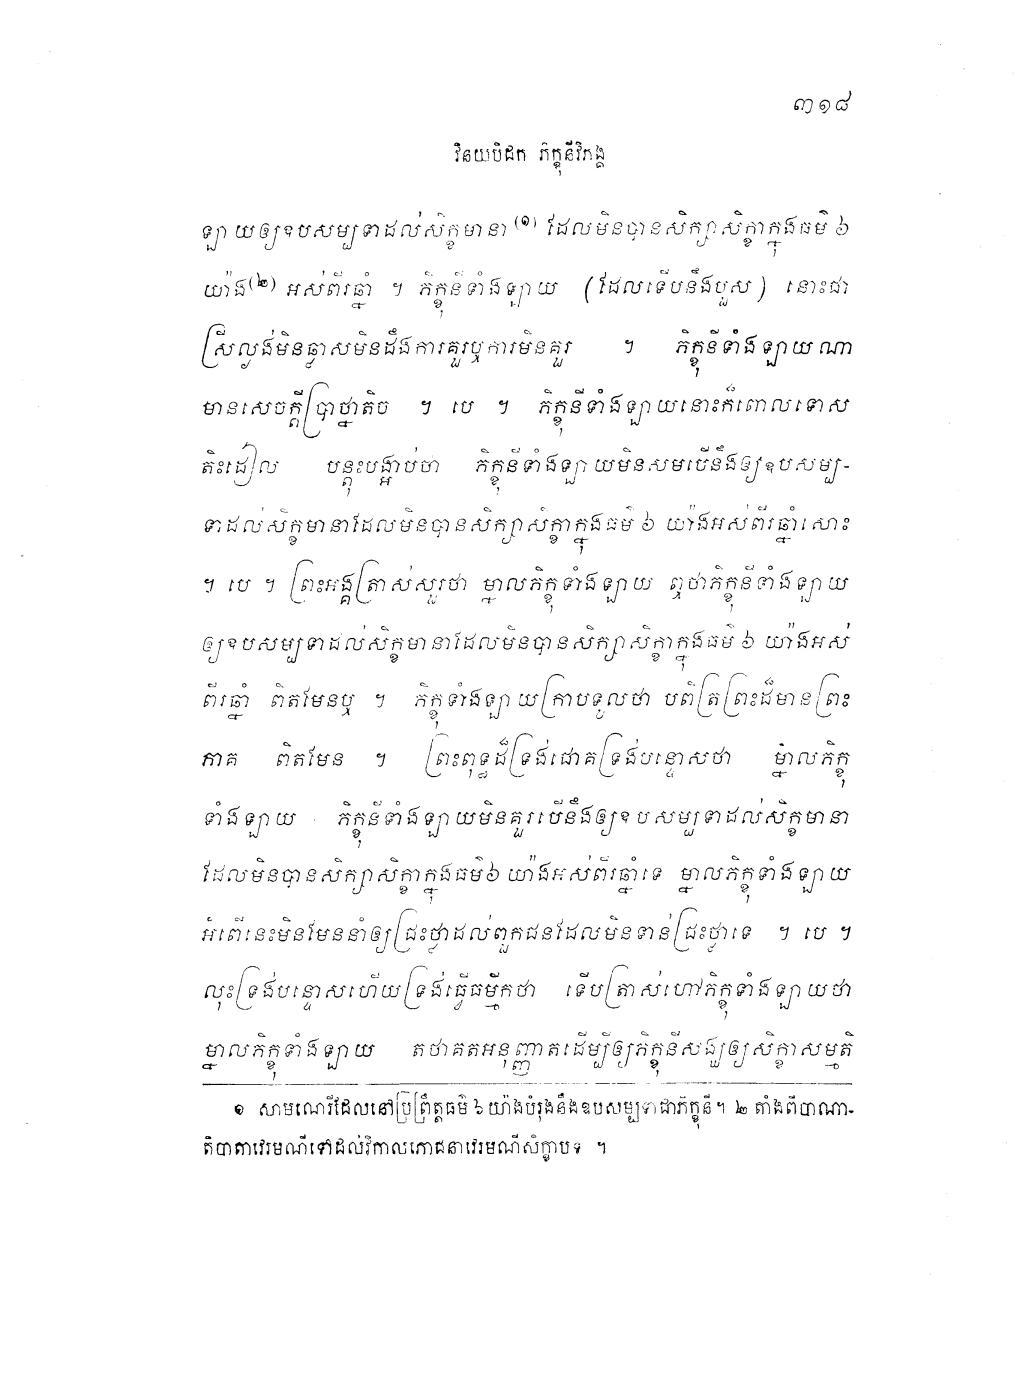 ៣១៨
វិនយបិដក ភិក្ខុនីវិភង្គ
ឡាយឲ្យឧបសម្បទាដល់សិក្ខមានា(១) ដែលមិនបានសិក្សាសិក្ខាក្នុងធម៌ ៦
យ៉ាង(២) អស់ពីរឆ្នាំ ។ ភិក្ខុនីទាំងឡាយ (ដែលទើបនឹងបួស) នោះជា
ស្រីល្ងង់មិនឆ្លាសមិនដឹងការគួរឬការមិនគួរ ។ ភិក្ខុនីទាំងឡាយណា
មានសេចក្តីប្រាថ្នាតិច ។ បេ ។ ភិក្ខុនីទាំងឡាយនោះក៏ពោលទោស
តិះដៀល បន្តុះបង្អាប់ថា ភិក្ខុនីទាំងឡាយមិនសមបើនឹងឲ្យឧបសម្ប-
ទាដល់សិក្ខមានាដែលមិនបានសិក្សាសិក្ខាក្នុងធម៌ ៦ យ៉ាងអស់ពីរឆ្នាំសោះ
។ បេ ។ ព្រះអង្គត្រាស់សួរថា ម្នាលភិក្ខុទាំងឡាយ ឮថាភិក្ខុនីទាំងឡាយ
ឲ្យឧបសម្បទាដល់សិក្ខមានាដែលមិនបានសិក្សាសិក្ខាក្នុងធម៌ ៦ យ៉ាងអស់
ពីរឆ្នាំ ពិតមែនឬ ។ ភិក្ខុទាំងឡាយក្រាបទូលថា បពិត្រព្រះដ៏មានព្រះ
ភាគ ពិតមែន ។ ព្រះពុទ្ធដ៏ទ្រង់ជោគទ្រង់បន្ទោសថា ម្នាលភិក្ខុ
ទាំងឡាយ ភិក្ខុនីទាំងឡាយមិនគួរបើនឹងឲ្យឧបសម្បទាដល់សិក្ខមានា
ដែលមិនបានសិក្សាសិក្ខាក្នុងធម៌៦ យ៉ាងអស់ពីរឆ្នាំទេ ម្នាលភិក្ខុទាំងឡាយ
អំពើនេះមិនមែននាំឲ្យជ្រះថ្លាដល់ពួកជនដែលមិនទាន់ជ្រះថ្លាទេ ។ បេ ។
លុះទ្រង់បន្ទោសហើយទ្រង់ធ្វើធម្មីកថា ទើបត្រាស់ហៅភិក្ខុទាំងឡាយថា
ម្នាលភិក្ខុទាំងឡាយ តថាគតអនុញ្ញាតដើម្បីឲ្យភិក្ខុនីសង្ឃឲ្យសិក្ខាសម្មតិ
១ សាមណេរីដែលនៅប្រព្រឹត្តធម៌ ៦ យ៉ាងបំរុងនឹងឧបសម្បទាជាភិក្ខុនី។ ២ តាំងពីបាណា-
តិបាតាវេរមណីទៅដល់វិកាលភោជនាវេរមណីសិក្ខាបទ ។